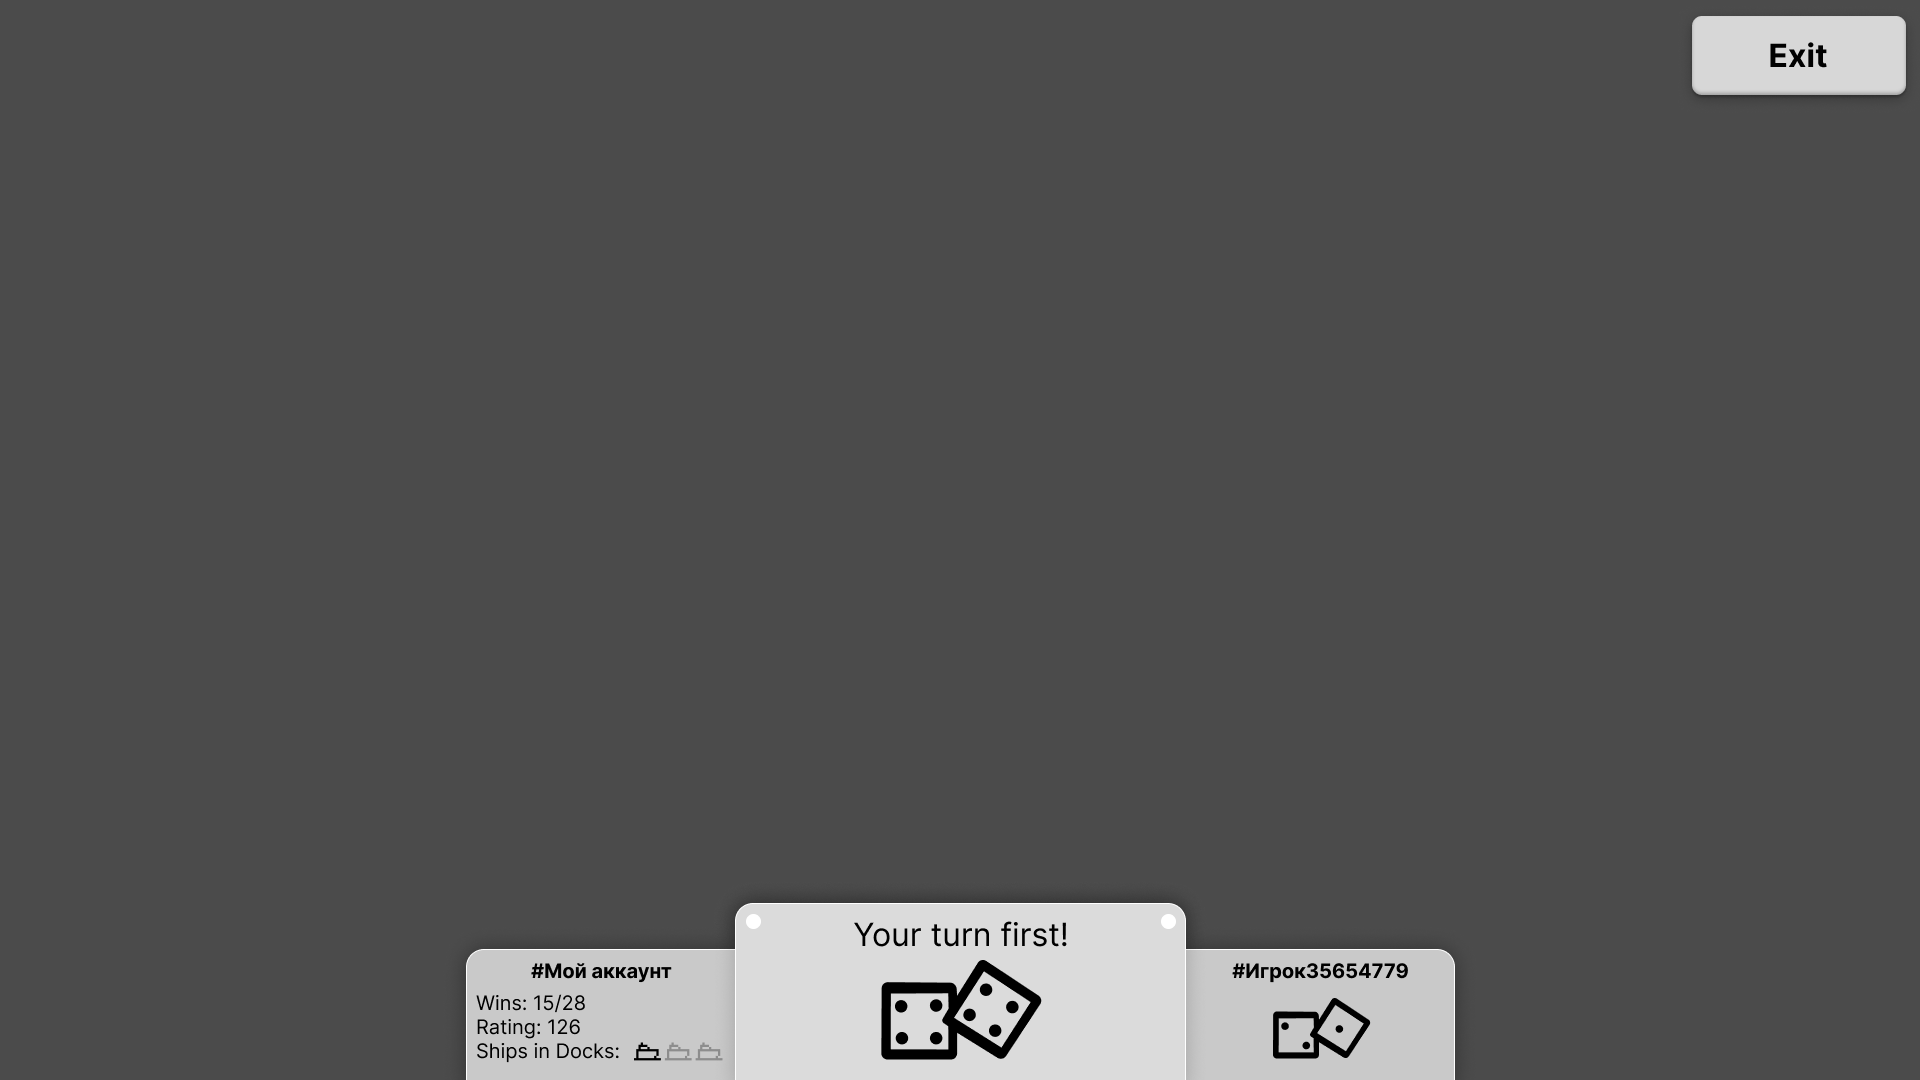 Exit
Your turn first!
#Мой аккаунт
Wins: 15/28
Rating: 126
Ships in Docks:
#Игрок35654779